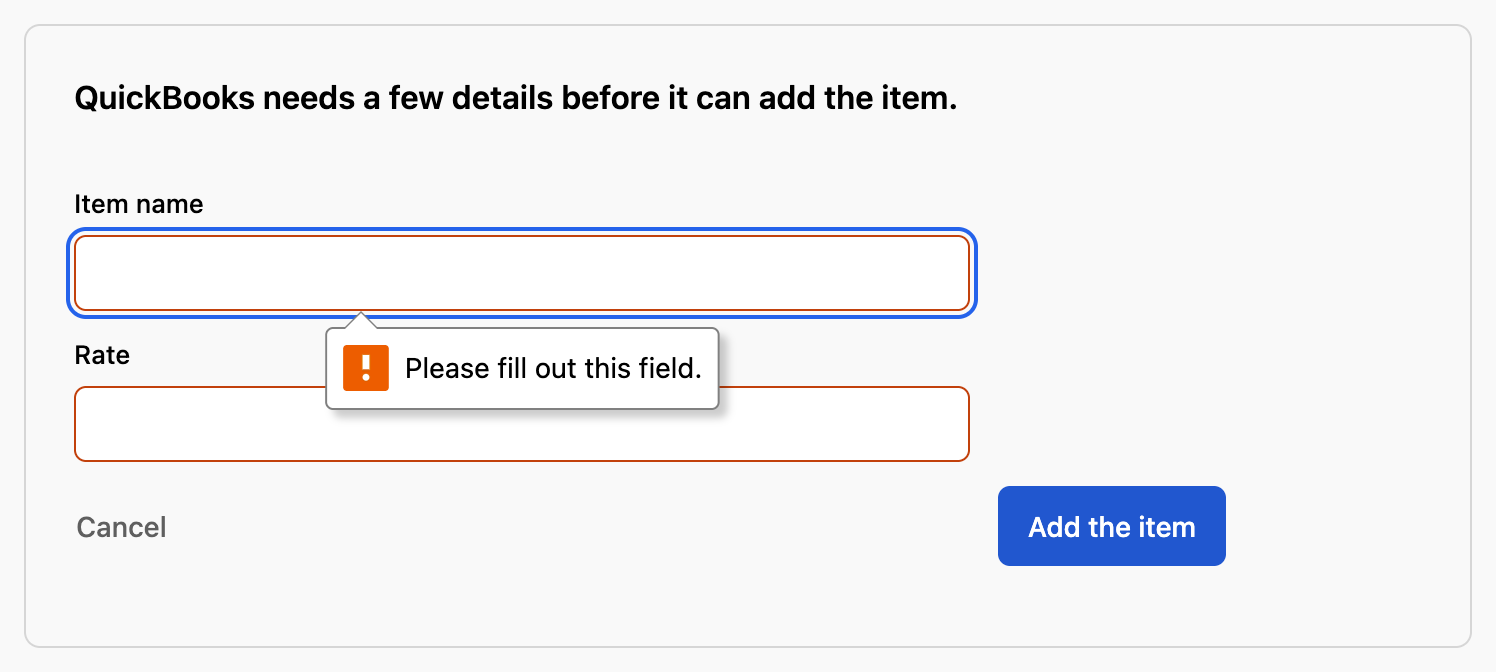 QuickBooks needs a few details before it can add the item.
Item name
Please fill out this field.
Rate
Cancel
Add the item